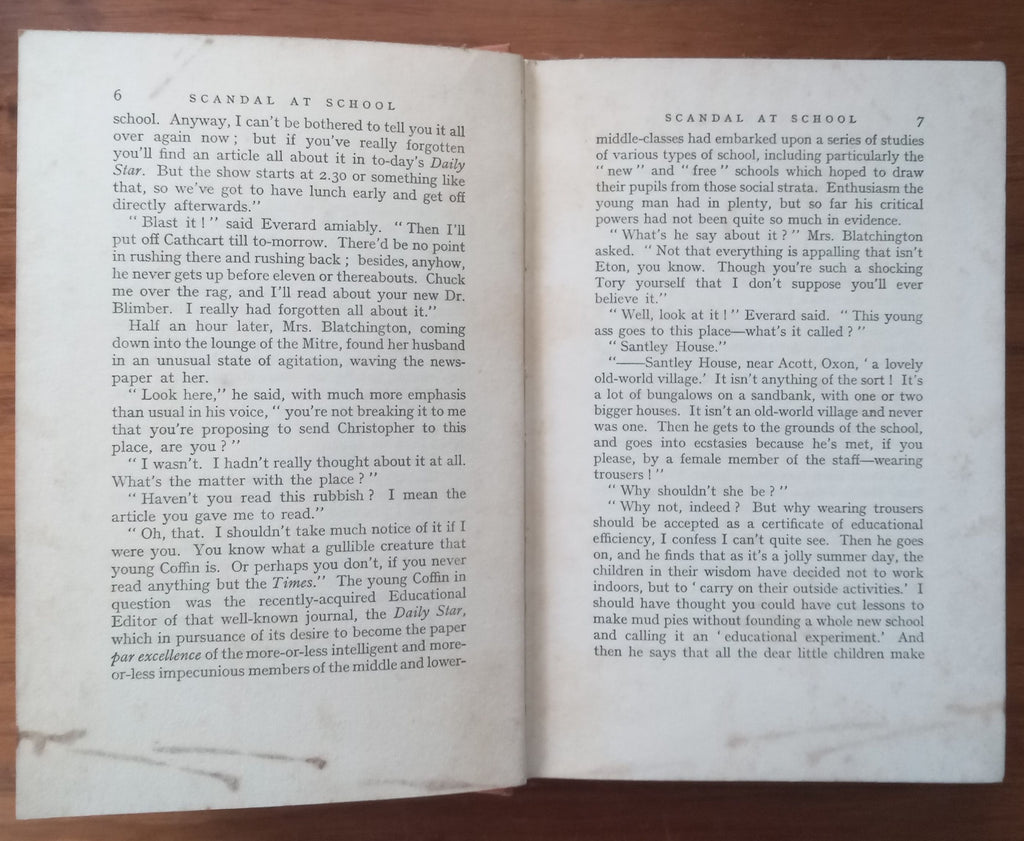 6
SCANDAL AT SCHOOL
school. Anyway, I can't be bothered to tell you it all
over again now ; but if you've really forgotten
you'll find an article all about it in to-day's Daily
Star. But the show starts at 2.30 or something like
that, so we've got to have lunch early and get off
directly afterwards."
" Blast it ! " said Everard amiably. " Then I'll
put off Cathcart till to-morrow. There'd be no point
in rushing there and rushing back ; besides, anyhow,
he never gets up before eleven or thereabouts. Chuck
me over the rag, and I'll read about your new Dr.
Blimber. I really had forgotten all about it."
Half an hour later, Mrs. Blatchington, coming
down into the lounge of the Mitre, found her husband
in an unusual state of agitation, waving the news-
paper at her.
" Look here," he said, with much more emphasis
than usual in his voice, " you're not breaking it to me
that you're proposing to send Christopher to this
place, are you ? "
" I wasn't. I hadn't really thought about it at all.
What's the matter with the place ? "
" Haven't you read this rubbish ? I mean the
article you gave me to read."
" Oh, that. I shouldn't take much notice of it if I
were you. You know what a gullible creature that
young Coffin is. Or perhaps you don't, if you never
read anything but the Times." The young Coffin in
question was the recently-acquired Educational
Editor of that well-known journal, the Daily Star,
which in pursuance of its desire to become the paper
par excellence of the more-or-less intelligent and more-
or-less impecunious members of the middle and lower-
SCANDAL AT SCHOOL
7
middle-classes had embarked upon a series of studies
of various types of school, including particularly the
" new " and " free " schools which hoped to draw
their pupils from those social strata. Enthusiasm the
young man had in plenty, but so far his critical
powers had not been quite so much in evidence.
" What's he say about it ? " Mrs. Blatchington
asked. " Not that everything is appalling that isn't
Eton, you know. Though you're such a shocking
Tory yourself that I don't suppose you'll ever
believe it."
" Well, look at it ! " Everard said. " This young
ass goes to this place—what's it called ? "
" Santley House."
"——Santley House, near Acott, Oxon, ' a lovely
old-world village.' It isn't anything of the sort ! It's
a lot of bungalows on a sandbank, with one or two
bigger houses. It isn't an old-world village and never
was one. Then he gets to the grounds of the school,
and goes into ecstasies because he's met, if you
please, by a female member of the staff—wearing
trousers ! "
" Why shouldn't she be ? "
" Why not, indeed ? But why wearing trousers
should be accepted as a certificate of educational
efficiency, I confess I can't quite see. Then he goes
on, and he finds that as it's a jolly summer day, the
children in their wisdom have decided not to work
indoors, but to ' carry on their outside activities.' I
should have thought you could have cut lessons to
make mud pies without founding a whole new school
and calling it an ' educational experiment.' And
then he says that all the dear little children make